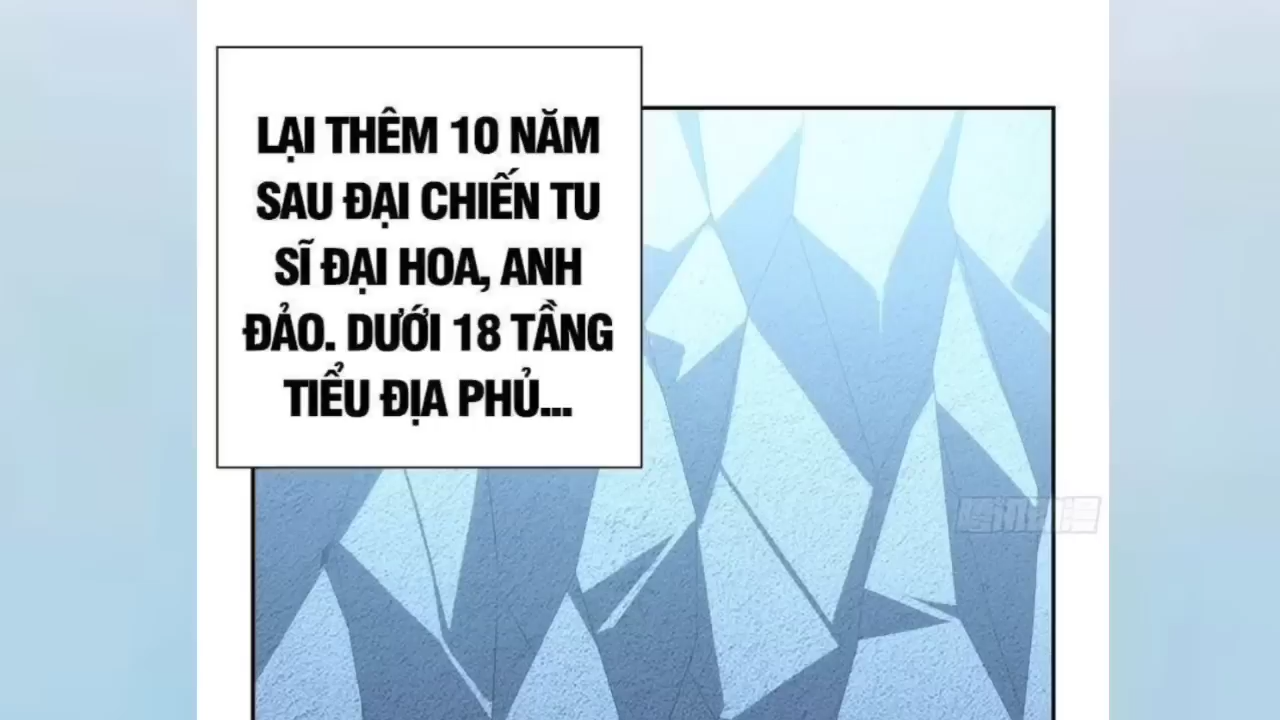 LẠI THÊM 10 NĂM
SAU ĐẠI CHIẾN TU
SĨ ĐẠI HOA, ANH
ĐẢO. DƯỚI 18 TẦNG
TIỂU ĐỊA PHỦ...